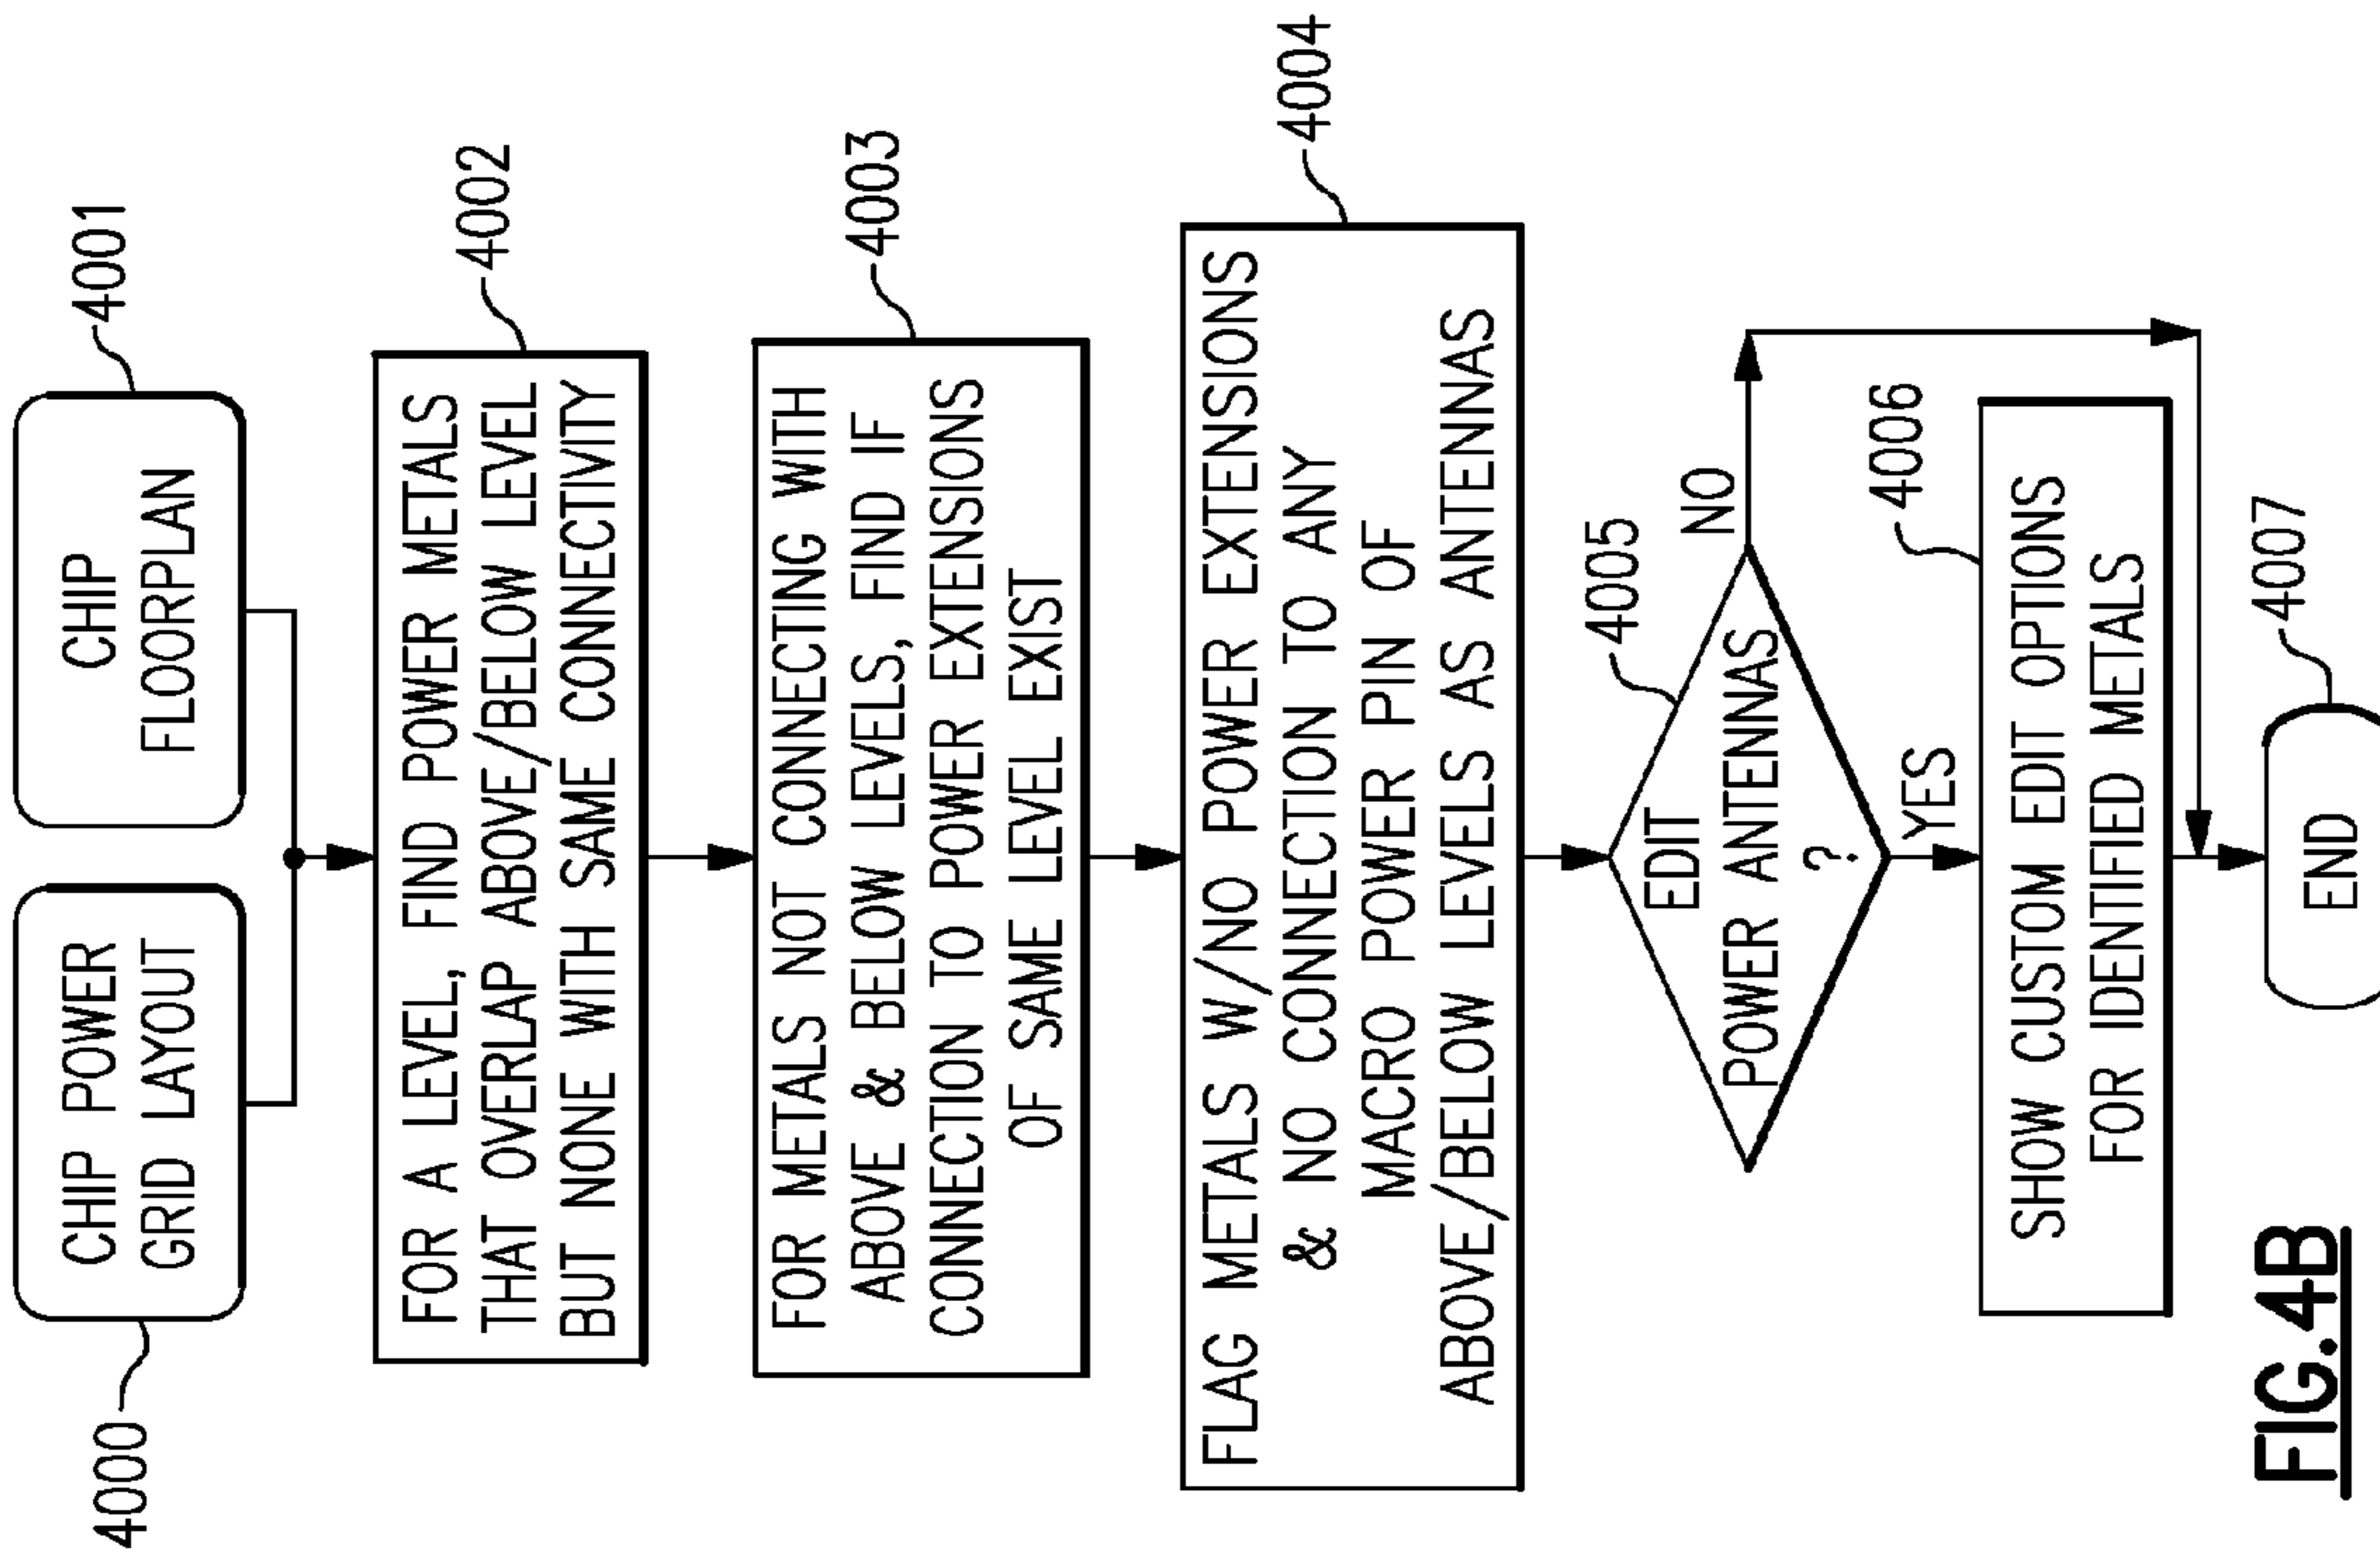 4000
CHIP POWER
GRID LAYOUT
CHIP
FLOORPLAN
4001
FOR A LEVEL, FIND POWER METALS
THAT OVERLAP ABOVE/BELOW LEVEL
BUT NONE WITH SAME CONNECTIVITY
4002
FOR METALS NOT CONNECTING WITH
ABOVE & BELOW LEVELS, FIND IF
CONNECTION TO POWER EXTENSIONS
OF SAME LEVEL EXIST
4003
FLAG METALS W/NO POWER EXTENSIONS
& NO CONNECTION TO ANY
MACRO POWER PIN OF
ABOVE/BELOW LEVELS AS ANTENNAS
4004
EDIT
POWER ANTENNAS
?
4005
NO
YES
SHOW CUSTOM EDIT OPTIONS
FOR IDENTIFIED METALS
4006
END
4007
FIG.4B